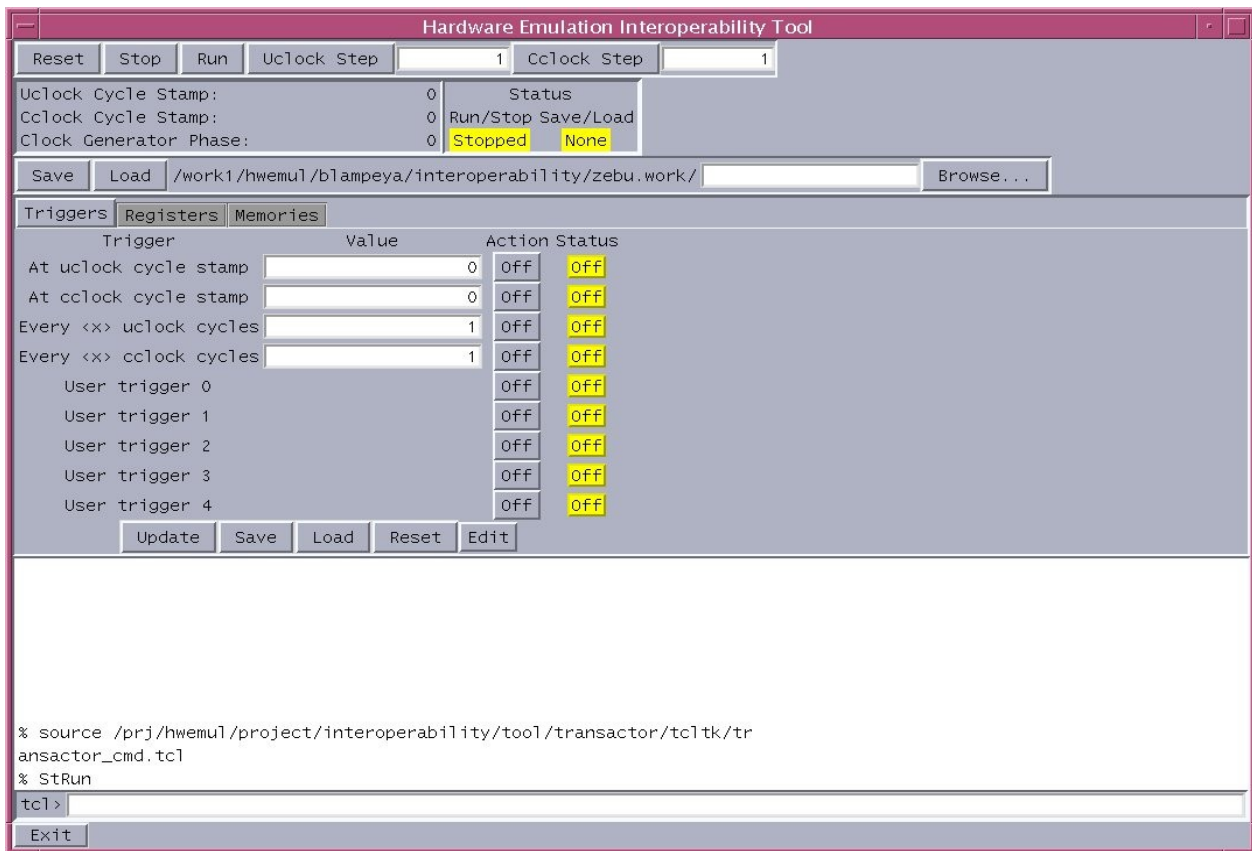 Hardware Emulation Interoperability Tool
Reset Stop Run Uclock Step 1 Cclock Step 1
Uclock Cycle Stamp: 0 Status
Cclock Cycle Stamp: 0 Run/Stop Save/Load
Clock Generator Phase: 0 Stopped None
Save Load /work1/hwemul/blampeya/interoperability/zebu.work/ Browse...
Triggers Registers Memories
Trigger Value Action Status
At uclock cycle stamp 0 Off Off
At cclock cycle stamp 0 Off Off
Every <x> uclock cycles 1 Off Off
Every <x> cclock cycles 1 Off Off
User trigger 0 Off Off
User trigger 1 Off Off
User trigger 2 Off Off
User trigger 3 Off Off
User trigger 4 Off Off
Update Save Load Reset Edit
% source /prj/hwemul/project/interoperability/tool/transactor/tcltk/tr
ansactor_cmd.tcl
% StRun
tcl>
Exit